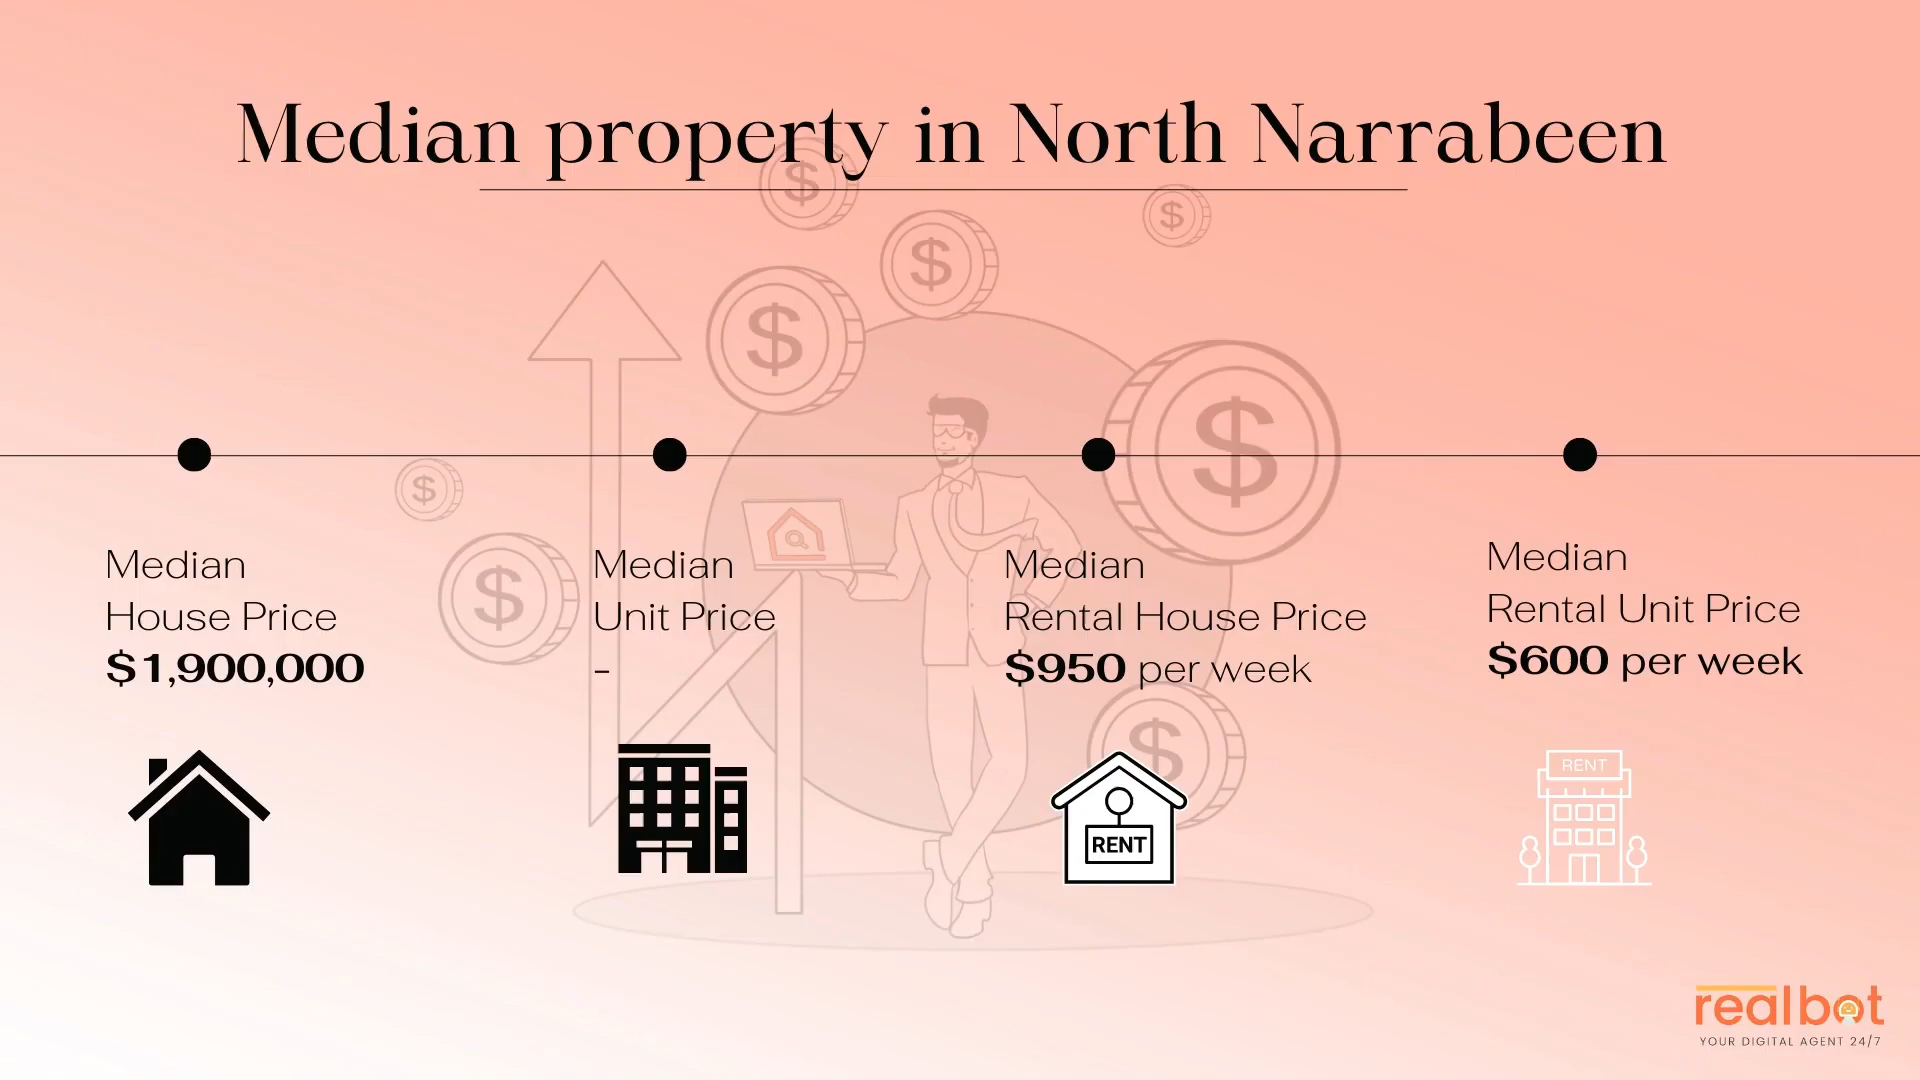 Median property in North Narrabeen
Median
House Price
$1,900,000
Median
Unit Price
-
Median
Rental House Price
$950 per week
Median
Rental Unit Price
$600 per week
RENT
RENT
realbot
YOUR DIGITAL AGENT 24/7